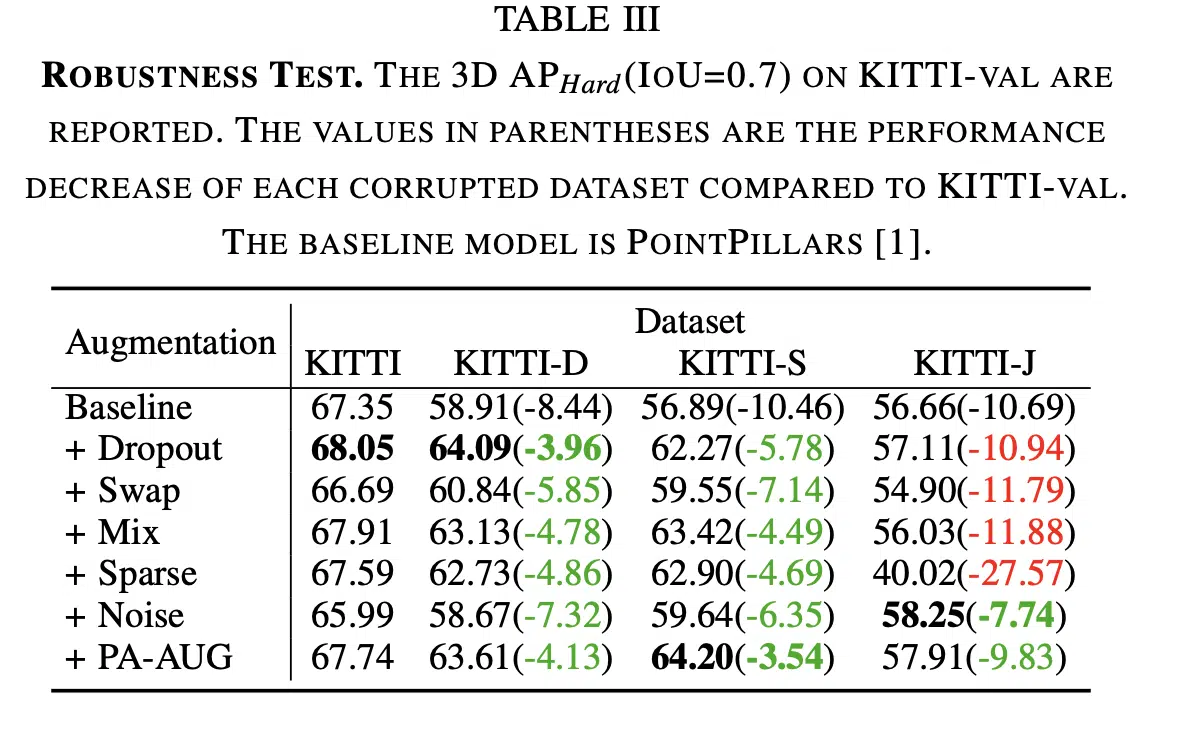 TABLE III
ROBUSTNESS TEST. THE 3D AP_Hard(IOU=0.7) ON KITTI-VAL ARE
REPORTED. THE VALUES IN PARENTHESES ARE THE PERFORMANCE
DECREASE OF EACH CORRUPTED DATASET COMPARED TO KITTI-VAL.
THE BASELINE MODEL IS POINTPILLARS [1].
Augmentation Dataset
KITTI KITTI-D KITTI-S KITTI-J
Baseline 67.35 58.91(-8.44) 56.89(-10.46) 56.66(-10.69)
+ Dropout 68.05 64.09(-3.96) 62.27(-5.78) 57.11(-10.94)
+ Swap 66.69 60.84(-5.85) 59.55(-7.14) 54.90(-11.79)
+ Mix 67.91 63.13(-4.78) 63.42(-4.49) 56.03(-11.88)
+ Sparse 67.59 62.73(-4.86) 62.90(-4.69) 40.02(-27.57)
+ Noise 65.99 58.67(-7.32) 59.64(-6.35) 58.25(-7.74)
+ PA-AUG 67.74 63.61(-4.13) 64.20(-3.54) 57.91(-9.83)